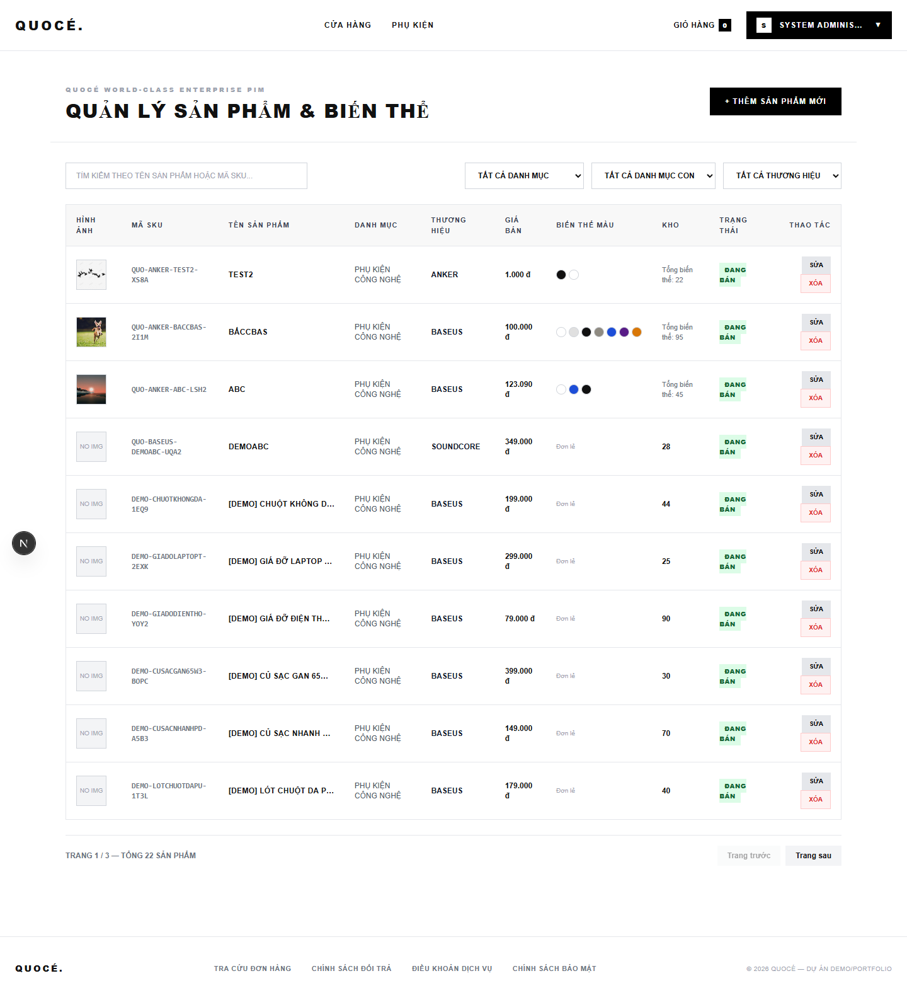 QUOCÉ.
CỬA HÀNG PHỤ KIỆN
GIỎ HÀNG 0
S SYSTEM ADMINIS... ▼
QUOCÉ WORLD-CLASS ENTERPRISE PIM
QUẢN LÝ SẢN PHẨM & BIẾN THỂ
+ THÊM SẢN PHẨM MỚI
TÌM KIẾM THEO TÊN SẢN PHẨM HOẶC MÃ SKU...
TẤT CẢ DANH MỤC
TẤT CẢ DANH MỤC CON
TẤT CẢ THƯƠNG HIỆU
HÌNH
ẢNH
MÃ SKU
TÊN SẢN PHẨM
DANH MỤC
THƯƠNG
HIỆU
GIÁ
BÁN
BIẾN THỂ MÀU
KHO
TRẠNG
THÁI
THAO TÁC
QUO-ANKER-TEST2-
XS8A
TEST2
PHỤ KIỆN
CÔNG NGHỆ
ANKER
1.000 đ
Tổng biến
thể: 22
ĐANG
BÁN
SỬA
XÓA
QUO-ANKER-BACCBAS-
2I1M
BẮCCBAS
PHỤ KIỆN
CÔNG NGHỆ
BASEUS
100.000
đ
Tổng biến
thể: 95
ĐANG
BÁN
SỬA
XÓA
QUO-ANKER-ABC-LSH2
ABC
PHỤ KIỆN
CÔNG NGHỆ
BASEUS
123.090
đ
Tổng biến
thể: 45
ĐANG
BÁN
SỬA
XÓA
NO IMG
QUO-BASEUS-
DEMOABC-UQA2
DEMOABC
PHỤ KIỆN
CÔNG NGHỆ
SOUNDCORE
349.000
đ
Đơn lẻ
28
ĐANG
BÁN
SỬA
XÓA
NO IMG
DEMO-CHUOTKHONGDA-
1EQ9
[DEMO] CHUỘT KHÔNG D...
PHỤ KIỆN
CÔNG NGHỆ
BASEUS
199.000
đ
Đơn lẻ
44
ĐANG
BÁN
SỬA
XÓA
NO IMG
DEMO-GIADOLAPTOPT-
2EXK
[DEMO] GIÁ ĐỠ LAPTOP ...
PHỤ KIỆN
CÔNG NGHỆ
BASEUS
299.000
đ
Đơn lẻ
25
ĐANG
BÁN
SỬA
XÓA
NO IMG
DEMO-GIADODIENTHO-
YOY2
[DEMO] GIÁ ĐỠ ĐIỆN TH...
PHỤ KIỆN
CÔNG NGHỆ
BASEUS
79.000 đ
Đơn lẻ
90
ĐANG
BÁN
SỬA
XÓA
NO IMG
DEMO-CUSACGAN65W3-
BOPC
[DEMO] CỦ SẠC GAN 65...
PHỤ KIỆN
CÔNG NGHỆ
BASEUS
399.000
đ
Đơn lẻ
30
ĐANG
BÁN
SỬA
XÓA
NO IMG
DEMO-CUSACNHANHPD-
A5B3
[DEMO] CỦ SẠC NHANH ...
PHỤ KIỆN
CÔNG NGHỆ
BASEUS
149.000
đ
Đơn lẻ
70
ĐANG
BÁN
SỬA
XÓA
NO IMG
DEMO-LOTCHUOTDAPU-
1T3L
[DEMO] LÓT CHUỘT DA P...
PHỤ KIỆN
CÔNG NGHỆ
BASEUS
179.000
đ
Đơn lẻ
40
ĐANG
BÁN
SỬA
XÓA
N
TRANG 1 / 3 — TỔNG 22 SẢN PHẨM
Trang trước
Trang sau
QUOCÉ.
TRA CỨU ĐƠN HÀNG CHÍNH SÁCH ĐỔI TRẢ ĐIỀU KHOẢN DỊCH VỤ CHÍNH SÁCH BẢO MẬT
© 2026 QUOCÉ — DỰ ÁN DEMO/PORTFOLIO